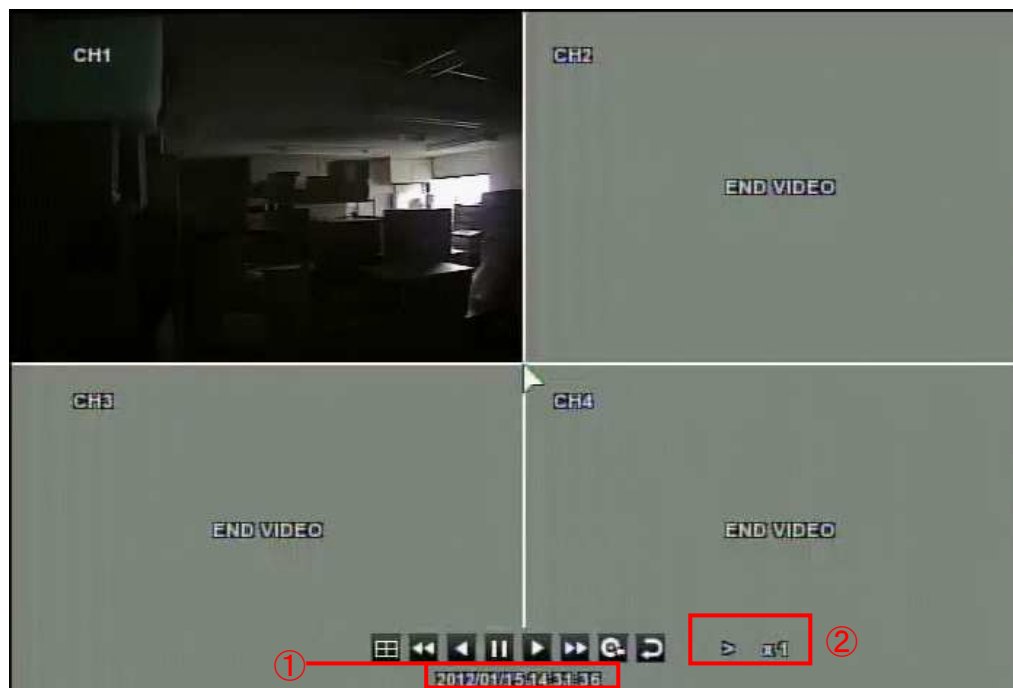 CH1
CH2
END VIDEO
CH3
CH4
END VIDEO
END VIDEO
> x1
②
①
2012/01/15 14:31:36